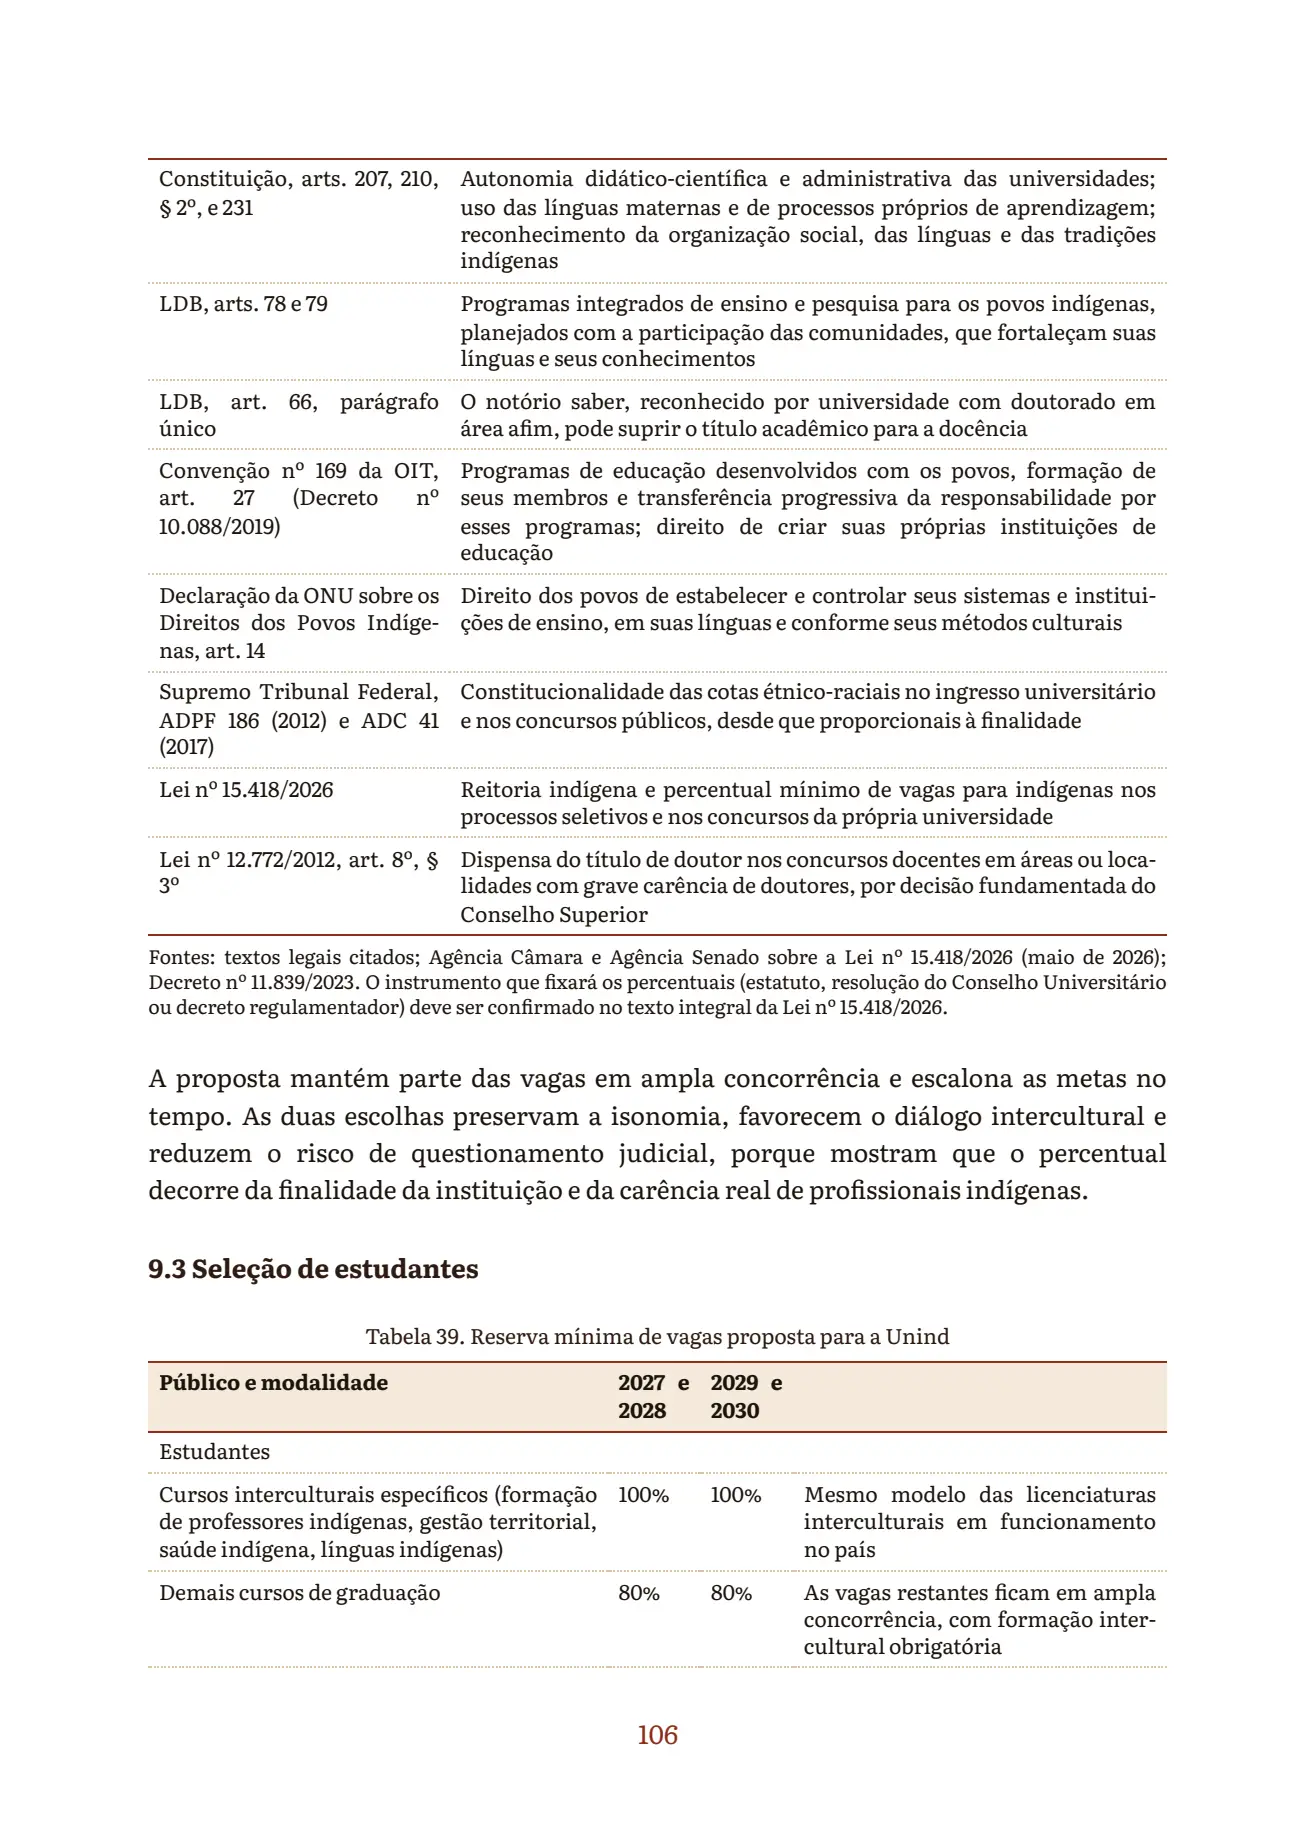 Constituição, arts. 207, 210,
§ 2º, e 231
Autonomia didático-científica e administrativa das universidades;
uso das línguas maternas e de processos próprios de aprendizagem;
reconhecimento da organização social, das línguas e das tradições
indígenas
LDB, arts. 78 e 79
Programas integrados de ensino e pesquisa para os povos indígenas,
planejados com a participação das comunidades, que fortaleçam suas
línguas e seus conhecimentos
LDB, art. 66, parágrafo
único
O notório saber, reconhecido por universidade com doutorado em
área afim, pode suprir o título acadêmico para a docência
Convenção nº 169 da OIT,
art. 27 (Decreto nº
10.088/2019)
Programas de educação desenvolvidos com os povos, formação de
seus membros e transferência progressiva da responsabilidade por
esses programas; direito de criar suas próprias instituições de
educação
Declaração da ONU sobre os
Direitos dos Povos Indíge-
nas, art. 14
Direito dos povos de estabelecer e controlar seus sistemas e institui-
ções de ensino, em suas línguas e conforme seus métodos culturais
Supremo Tribunal Federal,
ADPF 186 (2012) e ADC 41
(2017)
Constitucionalidade das cotas étnico-raciais no ingresso universitário
e nos concursos públicos, desde que proporcionais à finalidade
Lei nº 15.418/2026
Reitoria indígena e percentual mínimo de vagas para indígenas nos
processos seletivos e nos concursos da própria universidade
Lei nº 12.772/2012, art. 8º, §
3º
Dispensa do título de doutor nos concursos docentes em áreas ou loca-
lidades com grave carência de doutores, por decisão fundamentada do
Conselho Superior
Fontes: textos legais citados; Agência Câmara e Agência Senado sobre a Lei nº 15.418/2026 (maio de 2026);
Decreto nº 11.839/2023. O instrumento que fixará os percentuais (estatuto, resolução do Conselho Universitário
ou decreto regulamentador) deve ser confirmado no texto integral da Lei nº 15.418/2026.
A proposta mantém parte das vagas em ampla concorrência e escalona as metas no
tempo. As duas escolhas preservam a isonomia, favorecem o diálogo intercultural e
reduzem o risco de questionamento judicial, porque mostram que o percentual
decorre da finalidade da instituição e da carência real de profissionais indígenas.
9.3 Seleção de estudantes
Tabela 39. Reserva mínima de vagas proposta para a Unind
Público e modalidade
2027 e
2028
2029 e
2030
Estudantes
Cursos interculturais específicos (formação
de professores indígenas, gestão territorial,
saúde indígena, línguas indígenas)
100%
100%
Mesmo modelo das licenciaturas
interculturais em funcionamento
no país
Demais cursos de graduação
80%
80%
As vagas restantes ficam em ampla
concorrência, com formação inter-
cultural obrigatória
106